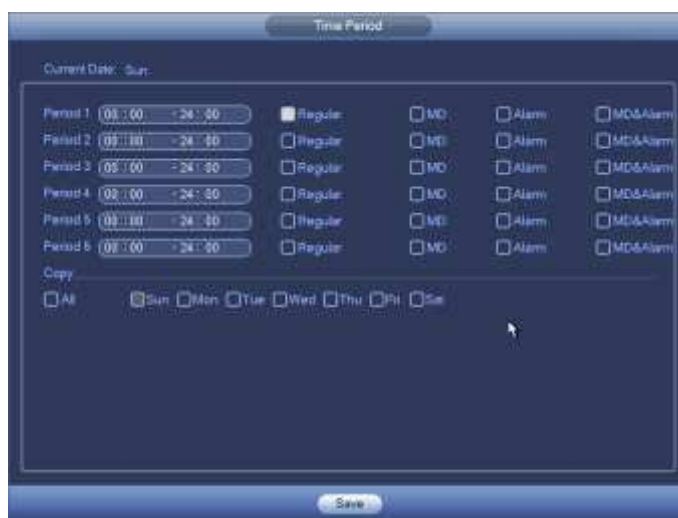 Time Period
Current Date: Sun
Period 1 00 : 00 - 24 : 00 Regular MD Alarm MD&Alarm
Period 2 00 : 00 - 24 : 00 Regular MD Alarm MD&Alarm
Period 3 00 : 00 - 24 : 00 Regular MD Alarm MD&Alarm
Period 4 00 : 00 - 24 : 00 Regular MD Alarm MD&Alarm
Period 5 00 : 00 - 24 : 00 Regular MD Alarm MD&Alarm
Period 6 00 : 00 - 24 : 00 Regular MD Alarm MD&Alarm
Copy
All Sun Mon Tue Wed Thu Fri Sat
Save